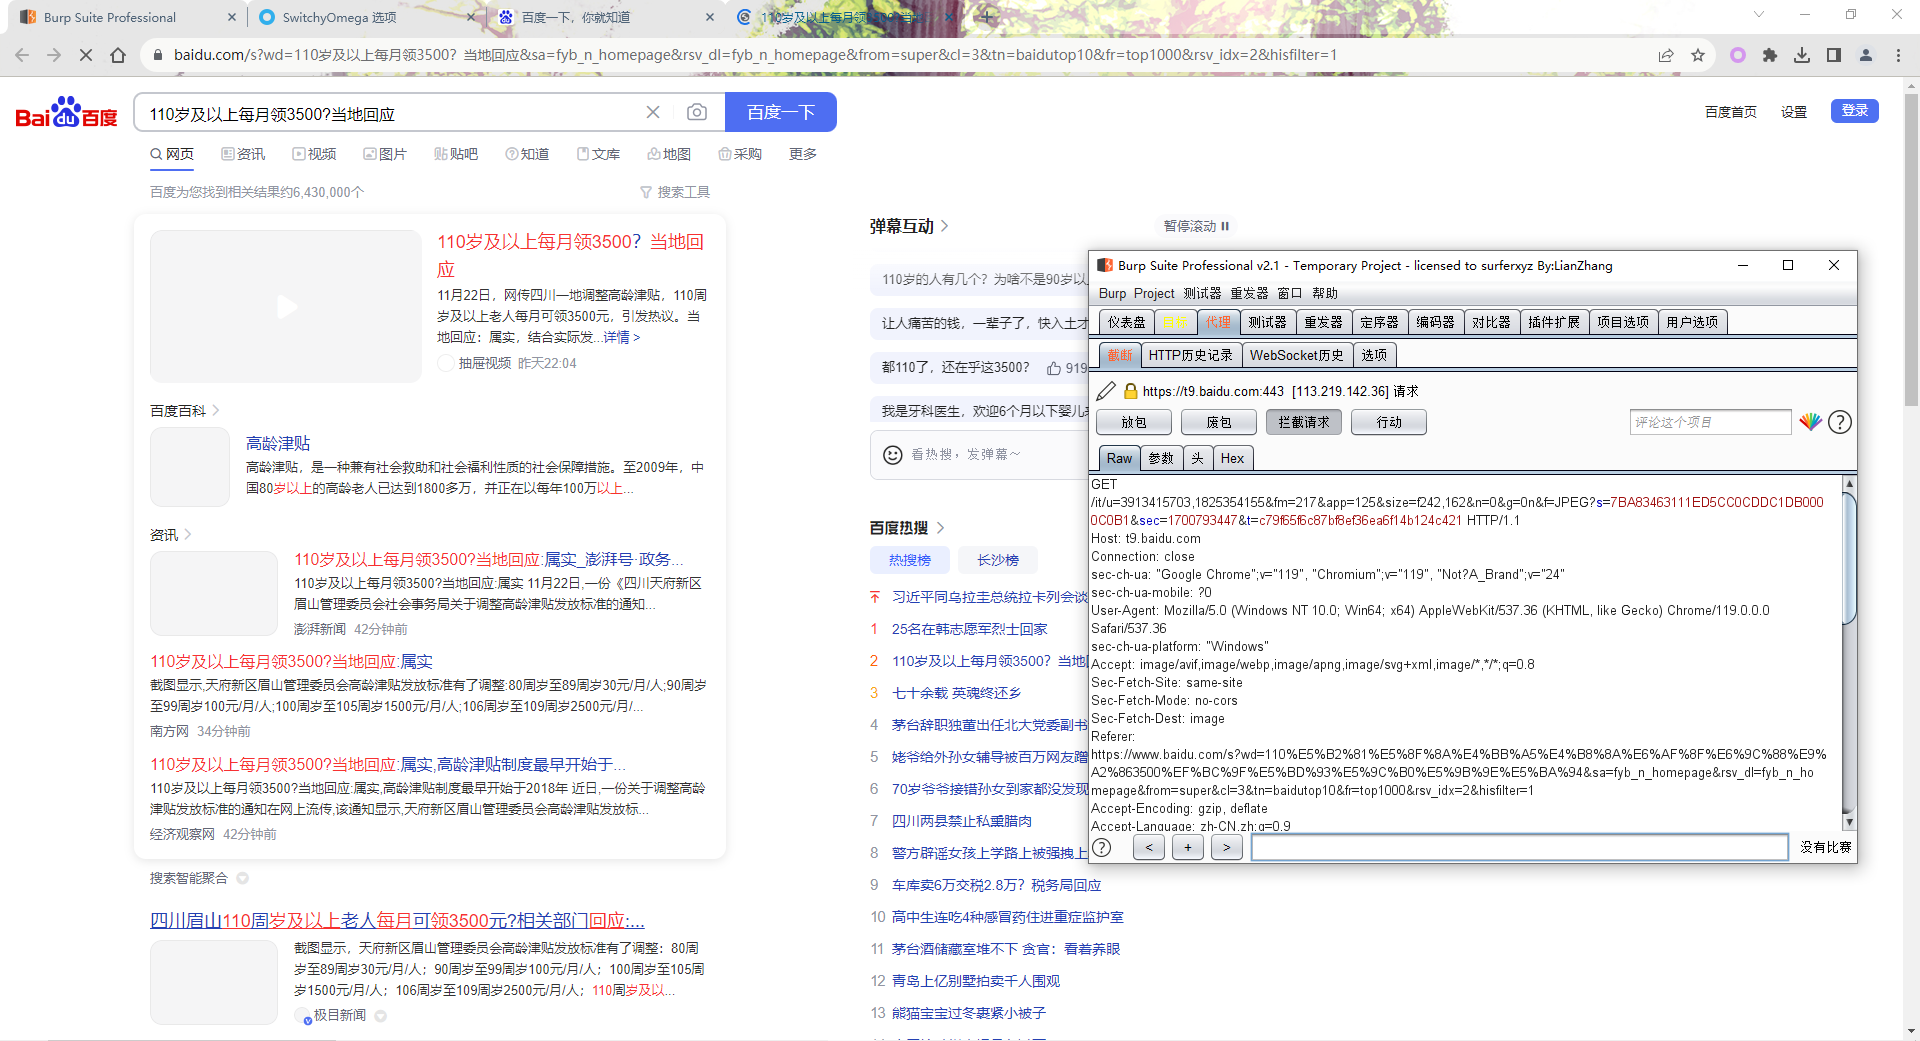 Burp Suite Professional
SwitchyOmega 选项
百度一下，你就知道
110岁及以上每月领3500?当地
baidu.com/s?wd=110岁及以上每月领3500？当地回应&sa=fyb_n_homepage&rsv_dl=fyb_n_homepage&from=super&cl=3&tn=baidutop10&fr=top1000&rsv_idx=2&hisfilter=1
Bai du 百度
110岁及以上每月领3500?当地回应
百度一下
百度首页
设置
登录
网页
资讯
视频
图片
贴吧
知道
文库
地图
采购
更多
百度为您找到相关结果约6,430,000个
搜索工具
110岁及以上每月领3500？当地回
应
11月22日，网传四川一地调整高龄津贴，110周
岁及以上老人每月可领3500元，引发热议。当
地回应：属实，结合实际发...详情 >
抽屉视频 昨天22:04
百度百科
高龄津贴
高龄津贴，是一种兼有社会救助和社会福利性质的社会保障措施。至2009年，中
国80岁以上的高龄老人已达到1800多万，并正在以每年100万以上...
资讯
110岁及以上每月领3500?当地回应:属实_澎湃号·政务...
110岁及以上每月领3500?当地回应:属实 11月22日,一份《四川天府新区
眉山管理委员会社会事务局关于调整高龄津贴发放标准的通知...
澎湃新闻 42分钟前
110岁及以上每月领3500?当地回应:属实
截图显示,天府新区眉山管理委员会高龄津贴发放标准有了调整:80周岁至89周岁30元/月/人;90周岁
至99周岁100元/月/人;100周岁至105周岁1500元/月/人;106周岁至109周岁2500元/月/...
南方网 34分钟前
110岁及以上每月领3500?当地回应:属实,高龄津贴制度最早开始于...
110岁及以上每月领3500?当地回应:属实,高龄津贴制度最早开始于2018年 近日,一份关于调整高龄
津贴发放标准的通知在网上流传,该通知显示,天府新区眉山管理委员会高龄津贴发放标...
经济观察网 42分钟前
搜索智能聚合
四川眉山110周岁及以上老人每月可领3500元?相关部门回应:...
截图显示，天府新区眉山管理委员会高龄津贴发放标准有了调整：80周
岁至89周岁30元/月/人；90周岁至99周岁100元/月/人；100周岁至105周
岁1500元/月/人；106周岁至109周岁2500元/月/人；110周岁及以...
极目新闻
弹幕互动
暂停滚动
110岁的人有几个？为啥不是90岁以
让人痛苦的钱，一辈子了，快入土才
都110了，还在乎这3500？ 919
我是牙科医生，欢迎6个月以下婴儿
看热搜，发弹幕～
百度热搜
热搜榜
长沙榜
习近平同乌拉圭总统拉卡列会谈
1 25名在韩志愿军烈士回家
2 110岁及以上每月领3500？当地
3 七十余载 英魂终还乡
4 茅台辞职独董出任北大党委副书
5 姥爷给外孙女辅导被百万网友蹭
6 70岁爷爷接错孙女到家都没发现
7 四川两县禁止私熏腊肉
8 警方辟谣女孩上学路上被强拽上
9 车库卖6万交税2.8万？税务局回应
10 高中生连吃4种感冒药住进重症监护室
11 茅台酒储藏室堆不下 贪官：看着养眼
12 青岛上亿别墅拍卖千人围观
13 熊猫宝宝过冬裹紧小被子
Burp Suite Professional v2.1 - Temporary Project - licensed to surferxyz By:LianZhang
Burp Project 测试器 重发器 窗口 帮助
仪表盘 目标 代理 测试器 重发器 定序器 编码器 对比器 插件扩展 项目选项 用户选项
截断 HTTP历史记录 WebSocket历史 选项
https://t9.baidu.com:443 [113.219.142.36] 请求
放包
废包
拦截请求
行动
评论这个项目
Raw 参数 头 Hex
GET
/it/u=3913415703,1825354155&fm=217&app=125&size=f242,162&n=0&g=0n&f=JPEG?s=7BA83463111ED5CC0CDDC1DB000
0C0B1&sec=1700793447&t=c79f65f6c87bf8ef36ea6f14b124c421 HTTP/1.1
Host: t9.baidu.com
Connection: close
sec-ch-ua: "Google Chrome";v="119", "Chromium";v="119", "Not?A_Brand";v="24"
sec-ch-ua-mobile: ?0
User-Agent: Mozilla/5.0 (Windows NT 10.0; Win64; x64) AppleWebKit/537.36 (KHTML, like Gecko) Chrome/119.0.0.0
Safari/537.36
sec-ch-ua-platform: "Windows"
Accept: image/avif,image/webp,image/apng,image/svg+xml,image/*,*/*;q=0.8
Sec-Fetch-Site: same-site
Sec-Fetch-Mode: no-cors
Sec-Fetch-Dest: image
Referer:
https://www.baidu.com/s?wd=110%E5%B2%81%E5%8F%8A%E4%BB%A5%E4%B8%8A%E6%AF%8F%E6%9C%88%E9%
A2%863500%EF%BC%9F%E5%BD%93%E5%9C%B0%E5%9B%9E%E5%BA%94&sa=fyb_n_homepage&rsv_dl=fyb_n_ho
mepage&from=super&cl=3&tn=baidutop10&fr=top1000&rsv_idx=2&hisfilter=1
Accept-Encoding: gzip, deflate
Accept-Language: zh-CN,zh;q=0.9
< + >
没有比赛